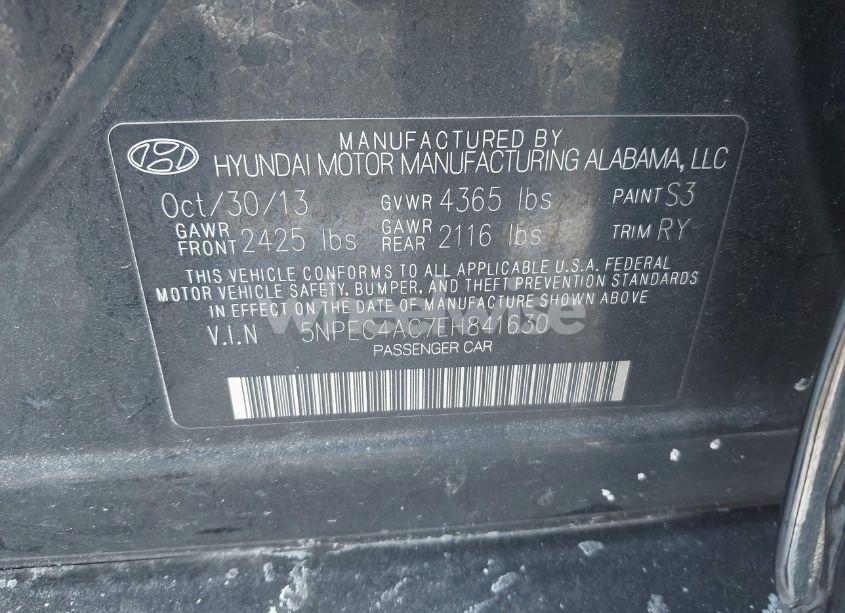 MANUFACTURED BY
HYUNDAI MOTOR MANUFACTURING ALABAMA, LLC
Oct/30/13 GVWR 4365 lbs PAINT S3
GAWR FRONT 2425 lbs GAWR REAR 2116 lbs TRIM RY
THIS VEHICLE CONFORMS TO ALL APPLICABLE U.S.A. FEDERAL
MOTOR VEHICLE SAFETY, BUMPER, AND THEFT PREVENTION STANDARDS
IN EFFECT ON THE DATE OF MANUFACTURE SHOWN ABOVE
V.I.N 5NPEC4AC7EH841630
PASSENGER CAR